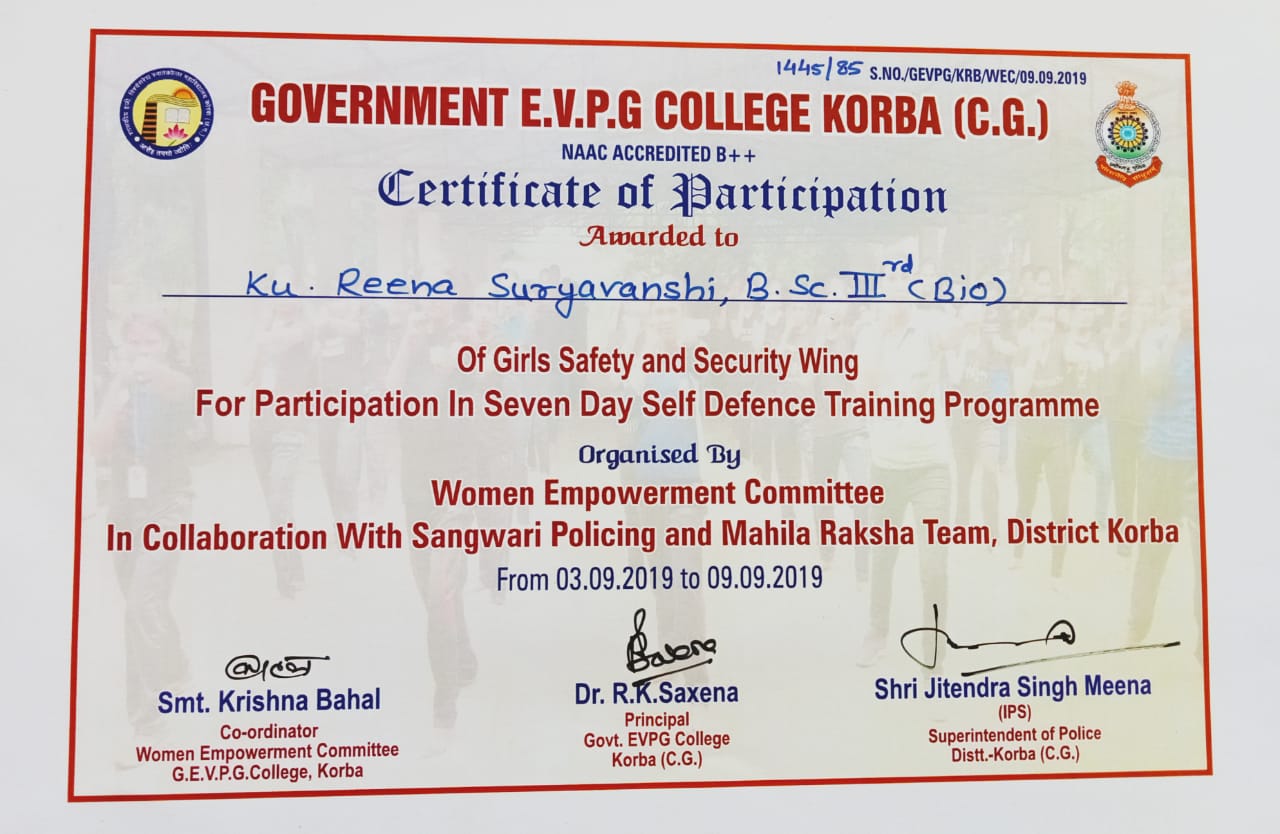 1445/85 S.NO./GEVPG/KRB/WEC/09.09.2019
GOVERNMENT E.V.P.G COLLEGE KORBA (C.G.)
NAAC ACCREDITED B++
Certificate of Participation
Awarded to
Ku. Reena Suryavanshi, B.Sc. III rd (Bio)
Of Girls Safety and Security Wing
For Participation In Seven Day Self Defence Training Programme
Organised By
Women Empowerment Committee
In Collaboration With Sangwari Policing and Mahila Raksha Team, District Korba
From 03.09.2019 to 09.09.2019
Smt. Krishna Bahal
Co-ordinator
Women Empowerment Committee
G.E.V.P.G.College, Korba
Dr. R.K.Saxena
Principal
Govt. EVPG College
Korba (C.G.)
Shri Jitendra Singh Meena
(IPS)
Superintendent of Police
Distt.-Korba (C.G.)